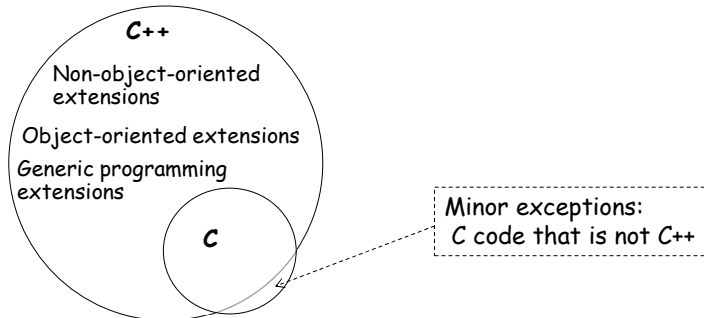 C++
Non-object-oriented
extensions
Object-oriented extensions
Generic programming
extensions
C
Minor exceptions:
C code that is not C++